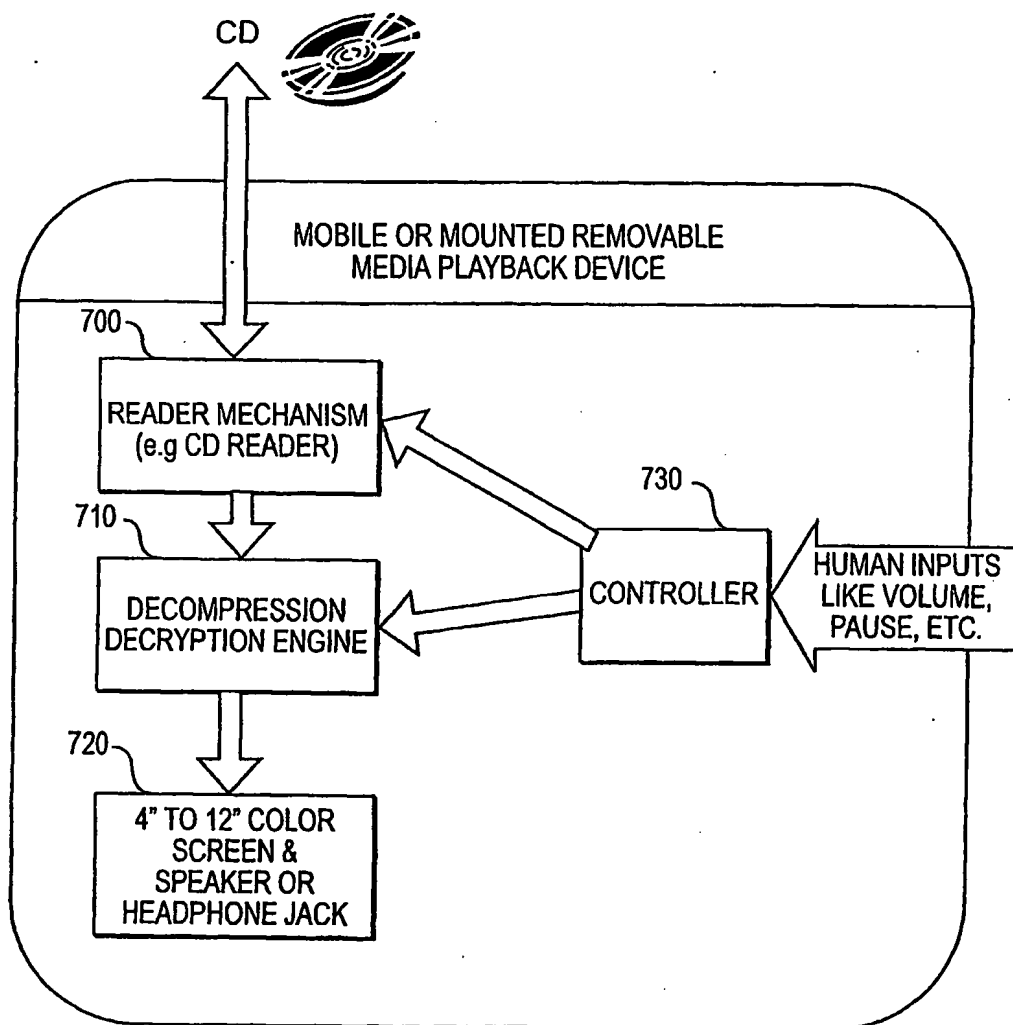 CD
MOBILE OR MOUNTED REMOVABLE
MEDIA PLAYBACK DEVICE
700
READER MECHANISM
(e.g CD READER)
710
DECOMPRESSION
DECRYPTION ENGINE
730
CONTROLLER
HUMAN INPUTS
LIKE VOLUME,
PAUSE, ETC.
720
4" TO 12" COLOR
SCREEN &
SPEAKER OR
HEADPHONE JACK